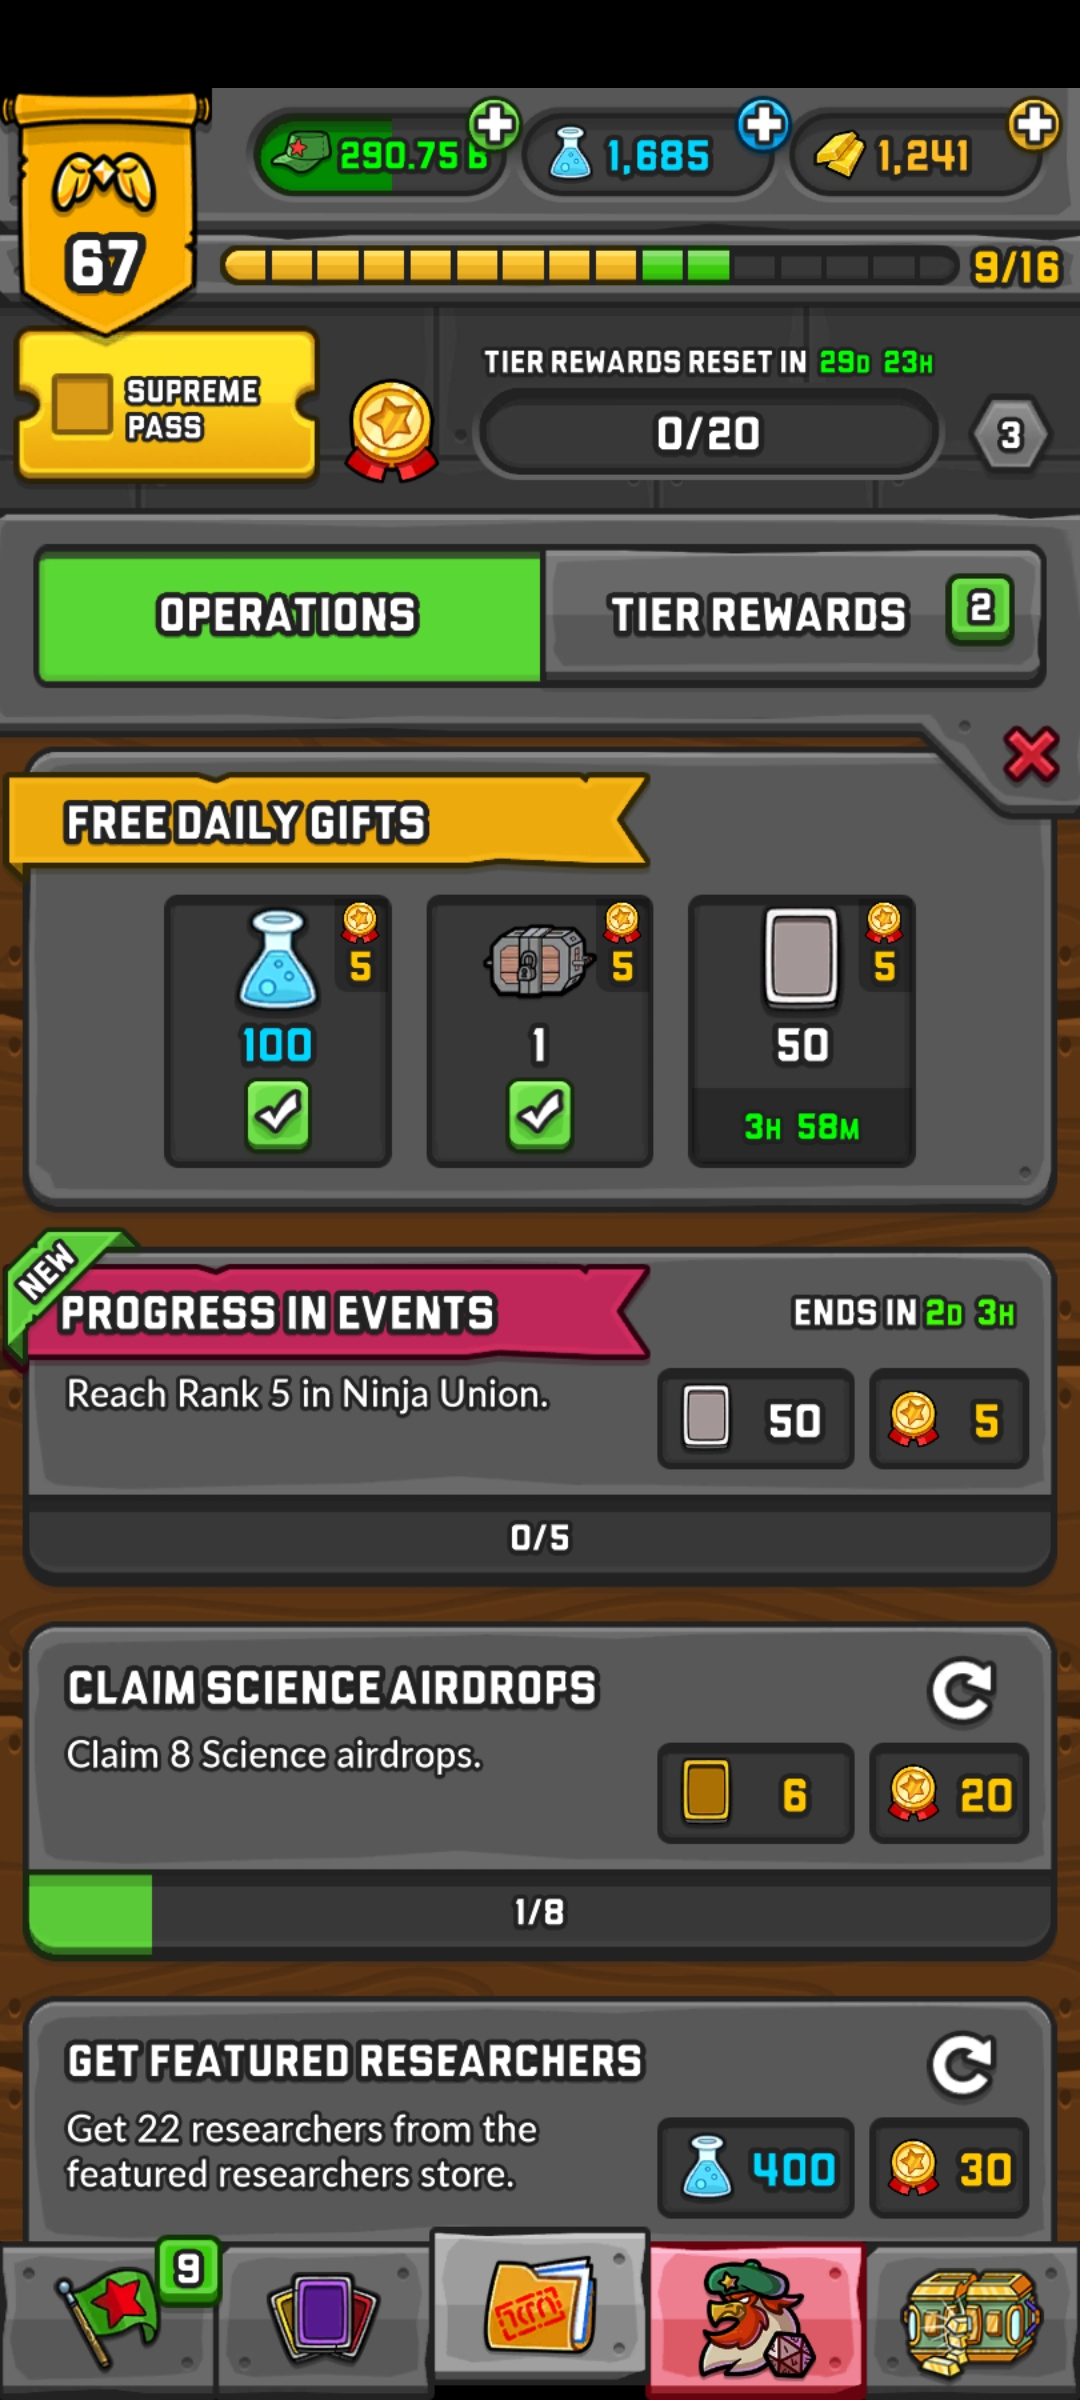 290.75 B
1,685
1,241
67
9/16
SUPREME
PASS
TIER REWARDS RESET IN 29D 23H
0/20
3
OPERATIONS
TIER REWARDS
2
FREE DAILY GIFTS
5
5
5
100
1
50
3H 58M
NEW
PROGRESS IN EVENTS
ENDS IN 2D 3H
Reach Rank 5 in Ninja Union.
50
5
0/5
CLAIM SCIENCE AIRDROPS
Claim 8 Science airdrops.
6
20
1/8
GET FEATURED RESEARCHERS
Get 22 researchers from the
featured researchers store.
400
30
9